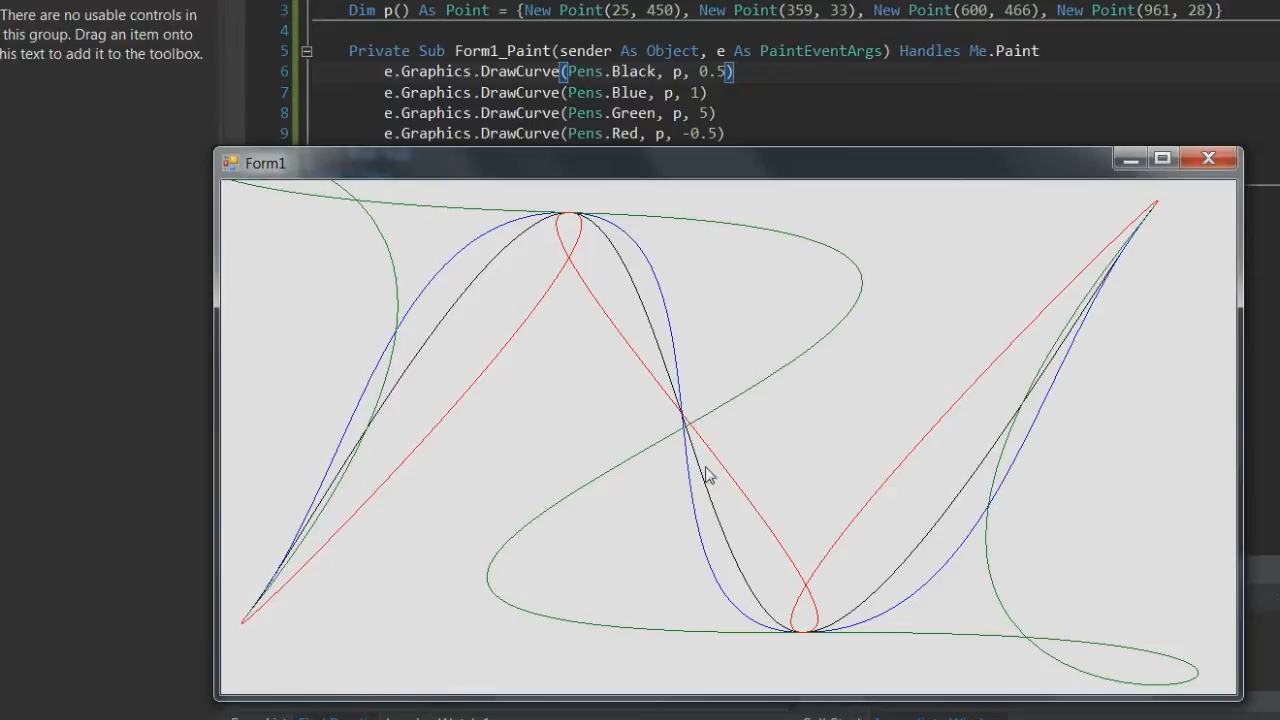 There are no usable controls in
this group. Drag an item onto
his text to add it to the toolbox.
3 Dim p() As Point = {New Point(25, 450), New Point(359, 33), New Point(600, 466), New Point(961, 28)}
4
5 Private Sub Form1_Paint(sender As Object, e As PaintEventArgs) Handles Me.Paint
6 e.Graphics.DrawCurve(Pens.Black, p, 0.5)
7 e.Graphics.DrawCurve(Pens.Blue, p, 1)
8 e.Graphics.DrawCurve(Pens.Green, p, 5)
9 e.Graphics.DrawCurve(Pens.Red, p, -0.5)
Form1